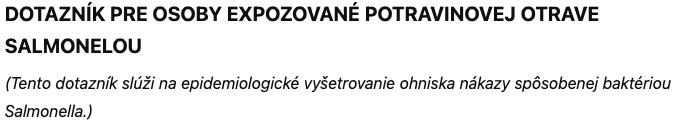 DOTAZNÍK PRE OSOBY EXPOZOVANÉ POTRAVINOVEJ OTRAVE
SALMONELOU
(Tento dotazník slúži na epidemiologické vyšetrovanie ohniska nákazy spôsobenej baktériou
Salmonella.)